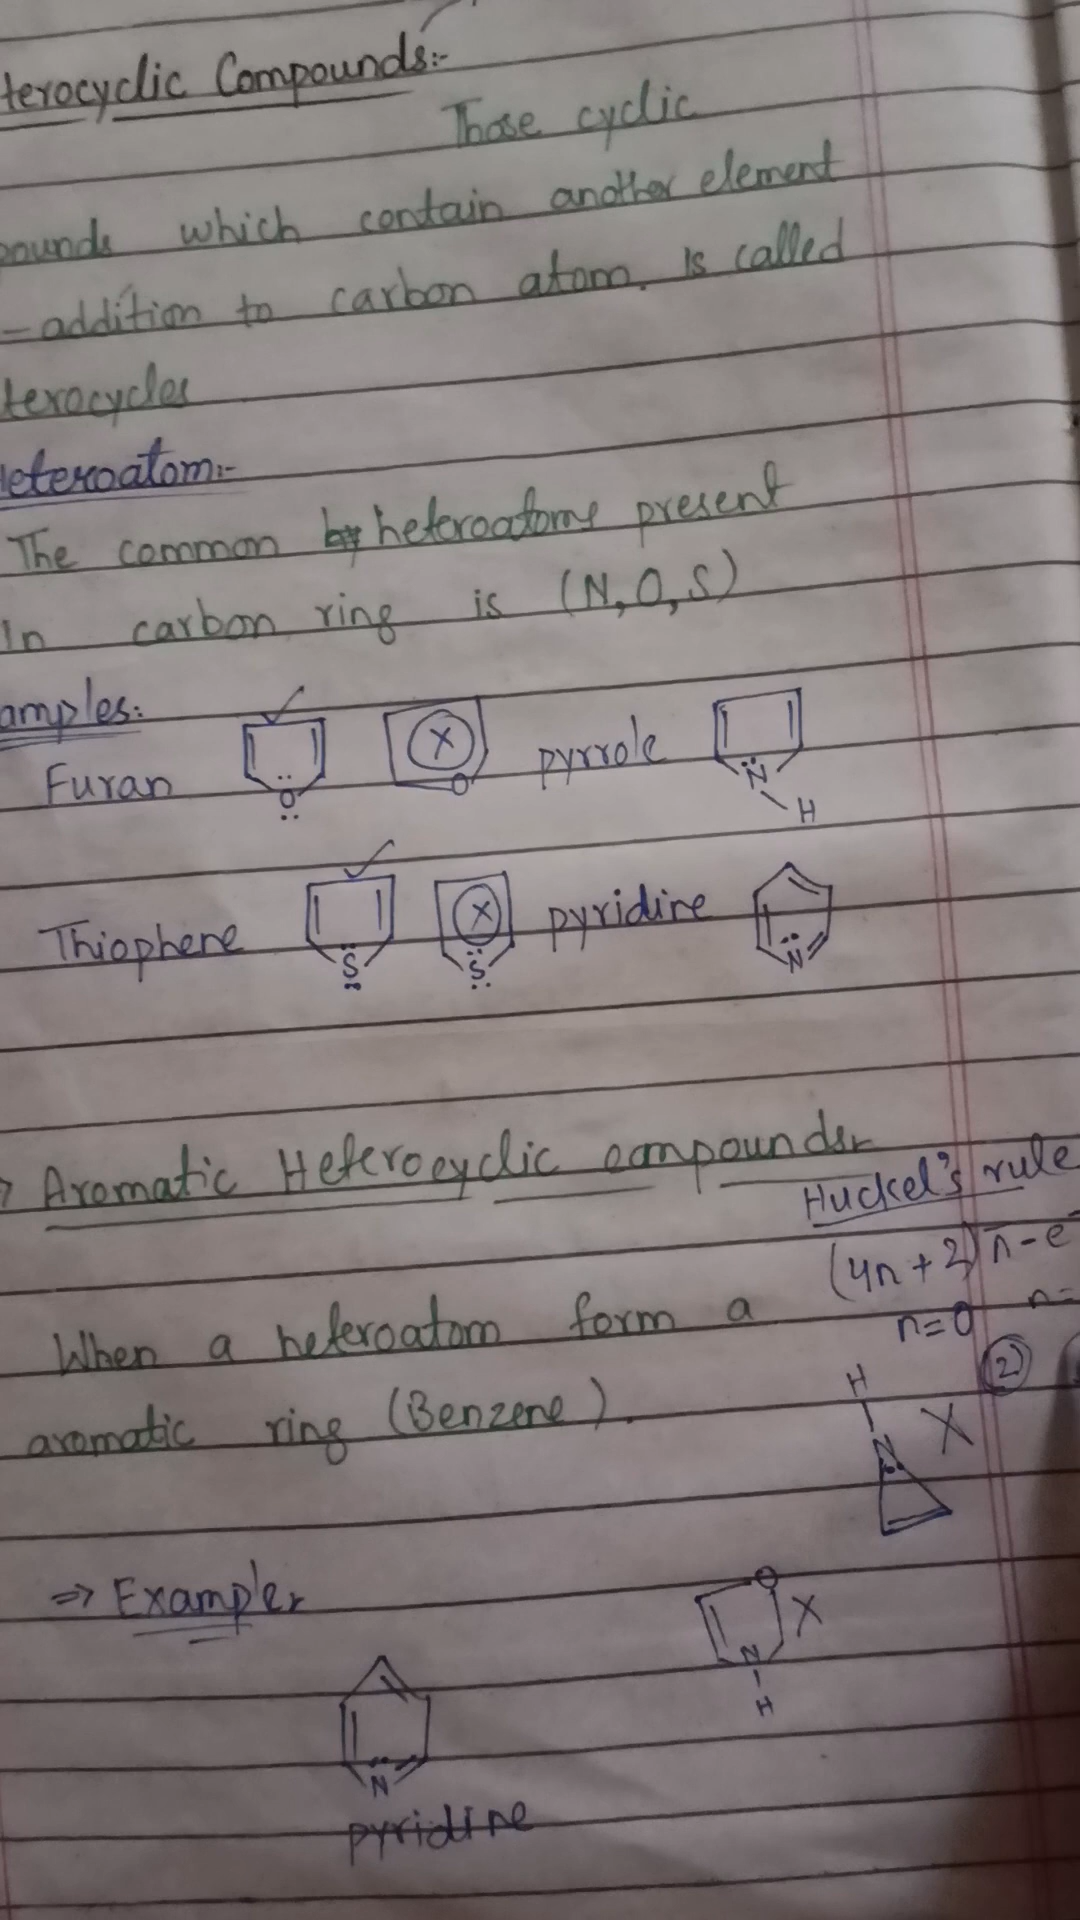 terocyclic Compounds:-
Those cyclic
pounds which contain another element
-addition to carbon atom. is called
terocycles
Heteroatom:-
The common heteroatoms present
In carbon ring is (N, O, S)
amples:
Furan O X O pyrrole N H
Thiophene S X S pyridine N
Aromatic Heterocyclic compounds
Huckel's rule
(4n + 2) π-e
n=0 n=
2
When a heteroatom form a
aromatic ring (Benzene).
H
N X
⇒ Example
O X
N
H
N
pyridine